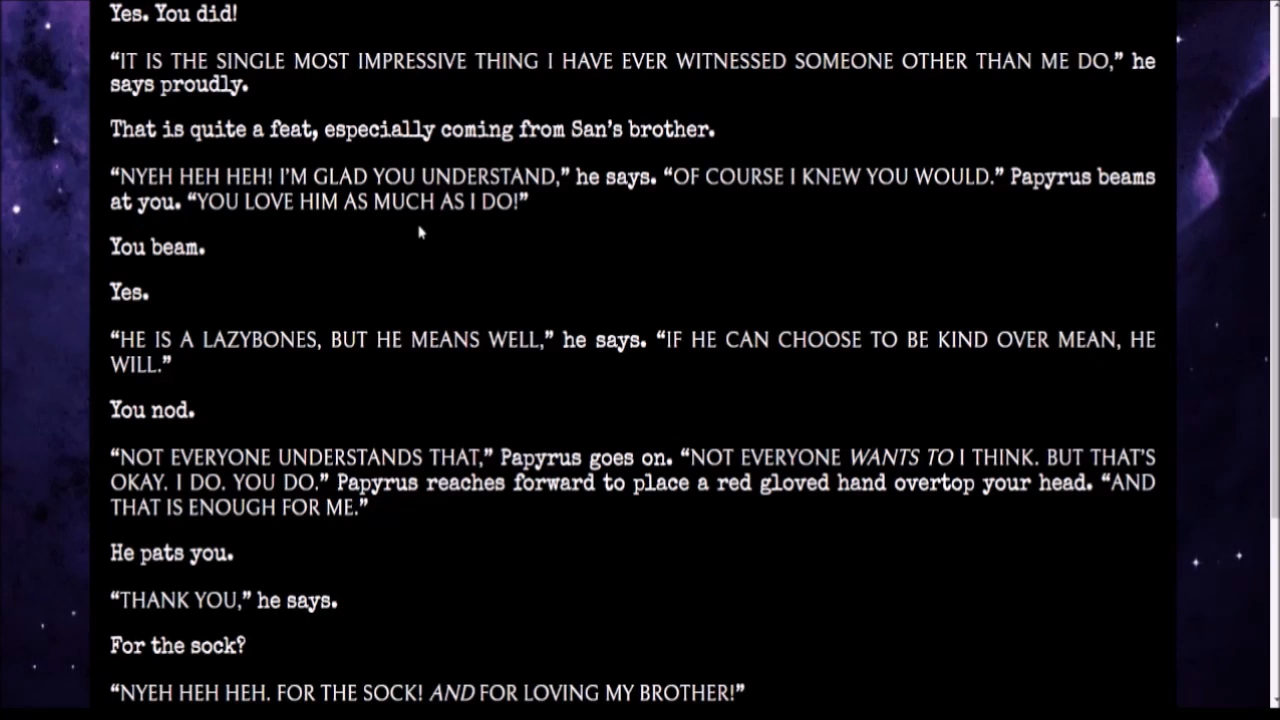 Yes. You did!
“IT IS THE SINGLE MOST IMPRESSIVE THING I HAVE EVER WITNESSED SOMEONE OTHER THAN ME DO,” he
says proudly.
That is quite a feat, especially coming from San’s brother.
“NYEH HEH HEH! I’M GLAD YOU UNDERSTAND,” he says. “OF COURSE I KNEW YOU WOULD.” Papyrus beams
at you. “YOU LOVE HIM AS MUCH AS I DO!”
You beam.
Yes.
“HE IS A LAZYBONES, BUT HE MEANS WELL,” he says. “IF HE CAN CHOOSE TO BE KIND OVER MEAN, HE
WILL.”
You nod.
“NOT EVERYONE UNDERSTANDS THAT,” Papyrus goes on. “NOT EVERYONE WANTS TO I THINK. BUT THAT’S
OKAY. I DO. YOU DO.” Papyrus reaches forward to place a red gloved hand overtop your head. “AND
THAT IS ENOUGH FOR ME.”
He pats you.
“THANK YOU,” he says.
For the sock?
“NYEH HEH HEH. FOR THE SOCK! AND FOR LOVING MY BROTHER!”